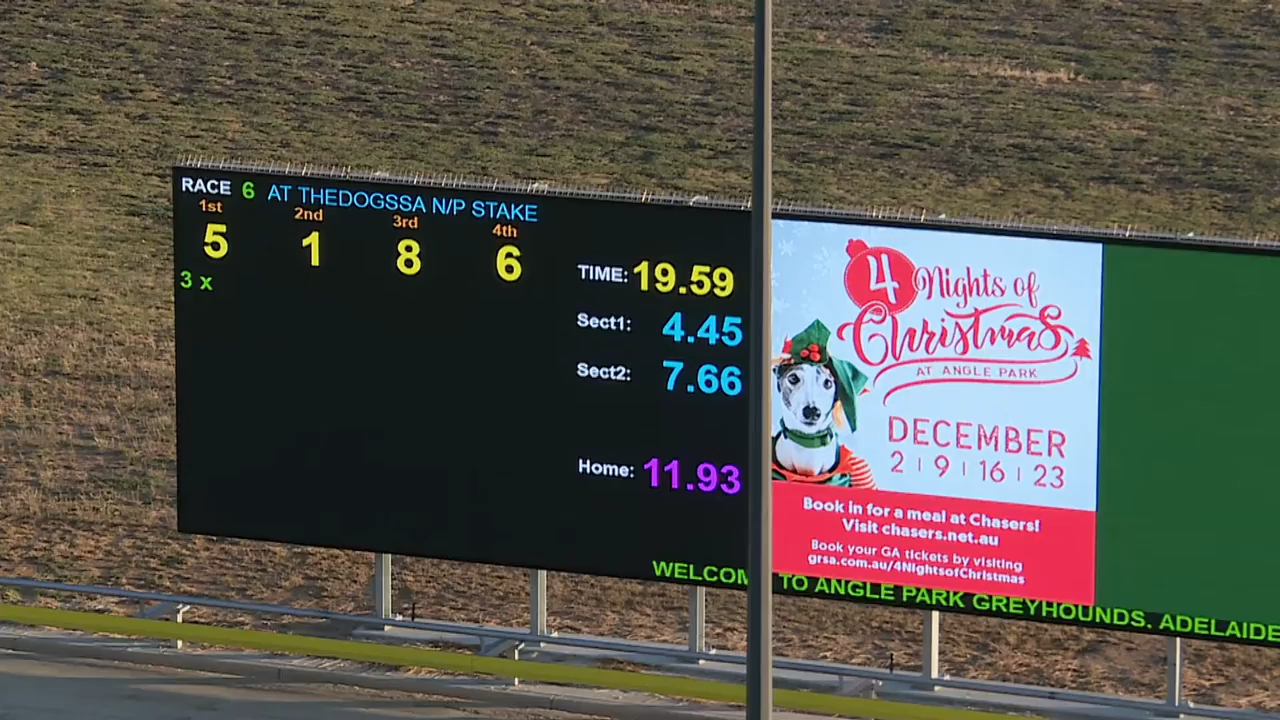 RACE 6 AT THEDOGSSA N/P STAKE
1st 2nd 3rd 4th
5 1 8 6
3 x
TIME: 19.59
Sect1: 4.45
Sect2: 7.66
Home: 11.93
4 Nights of
Christmas
AT ANGLE PARK
DECEMBER
2 | 9 | 16 | 23
Book in for a meal at Chasers!
Visit chasers.net.au
Book your GA tickets by visiting
grsa.com.au/4NightsofChristmas
WELCOM TO ANGLE PARK GREYHOUNDS. ADELAIDE